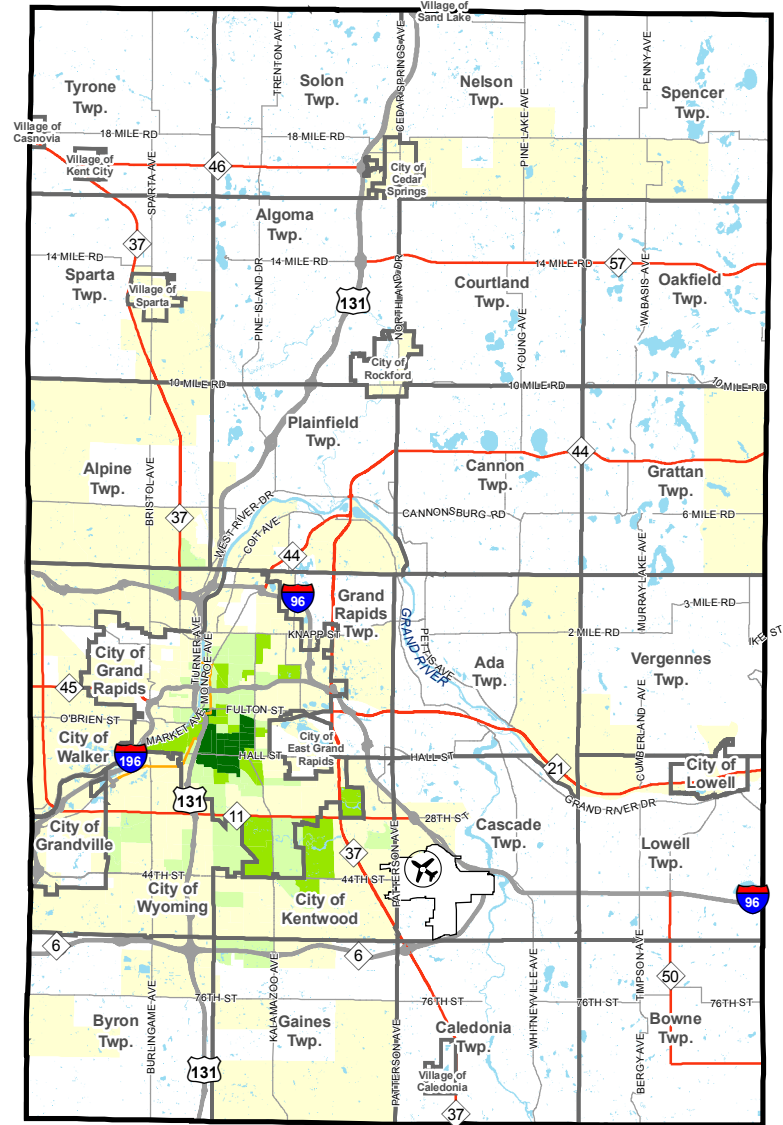 Village of
Sand Lake
TRENTON AVE
CEDAR SPRINGS AVE
PENNY AVE
Tyrone
Twp.
Solon
Twp.
Nelson
Twp.
Spencer
Twp.
PINE LAKE AVE
Village of
Casnovia
18 MILE RD
18 MILE RD
Village of
Kent City
46
City of
Cedar
Springs
SPARTA AVE
Algoma
Twp.
37
14 MILE RD
14 MILE RD
14 MILE RD
57
Sparta
Twp.
Village of
Sparta
PINE ISLAND DR
131
NORTHLAND DR
Courtland
Twp.
YOUNG AVE
WABASIS AVE
Oakfield
Twp.
City of
Rockford
10 MILE RD
10 MILE RD
10 MILE RD
Plainfield
Twp.
Alpine
Twp.
BRISTOL AVE
Cannon
Twp.
44
Grattan
Twp.
37
WEST RIVER DR
COIT AVE
CANNONSBURG RD
6 MILE RD
44
MURRAY LAKE AVE
96
Grand
Rapids
Twp.
GRAND RIVER
3 MILE RD
KNAPP ST
2 MILE RD
IKE ST
TURNER AVE
MONROE AVE
PETTIS AVE
City of
Grand
Rapids
Ada
Twp.
Vergennes
Twp.
45
CUMBERLAND AVE
O'BRIEN ST
FULTON ST
MARKET AVE
City of
Walker
City of
East Grand
Rapids
HALL ST
HALL ST
196
21
City of
Lowell
131
GRAND RIVER DR
11
28TH ST
City of
Grandville
Cascade
Twp.
37
Lowell
Twp.
44TH ST
44TH ST
City of
Wyoming
City of
Kentwood
PATTERSON AVE
96
6
6
50
BURLINGAME AVE
KALAMAZOO AVE
WHITNEYVILLE AVE
TIMPSON AVE
76TH ST
76TH ST
76TH ST
76TH ST
Byron
Twp.
Gaines
Twp.
Caledonia
Twp.
Bowne
Twp.
PATTERSON AVE
BERGY AVE
131
Village of
Caledonia
37